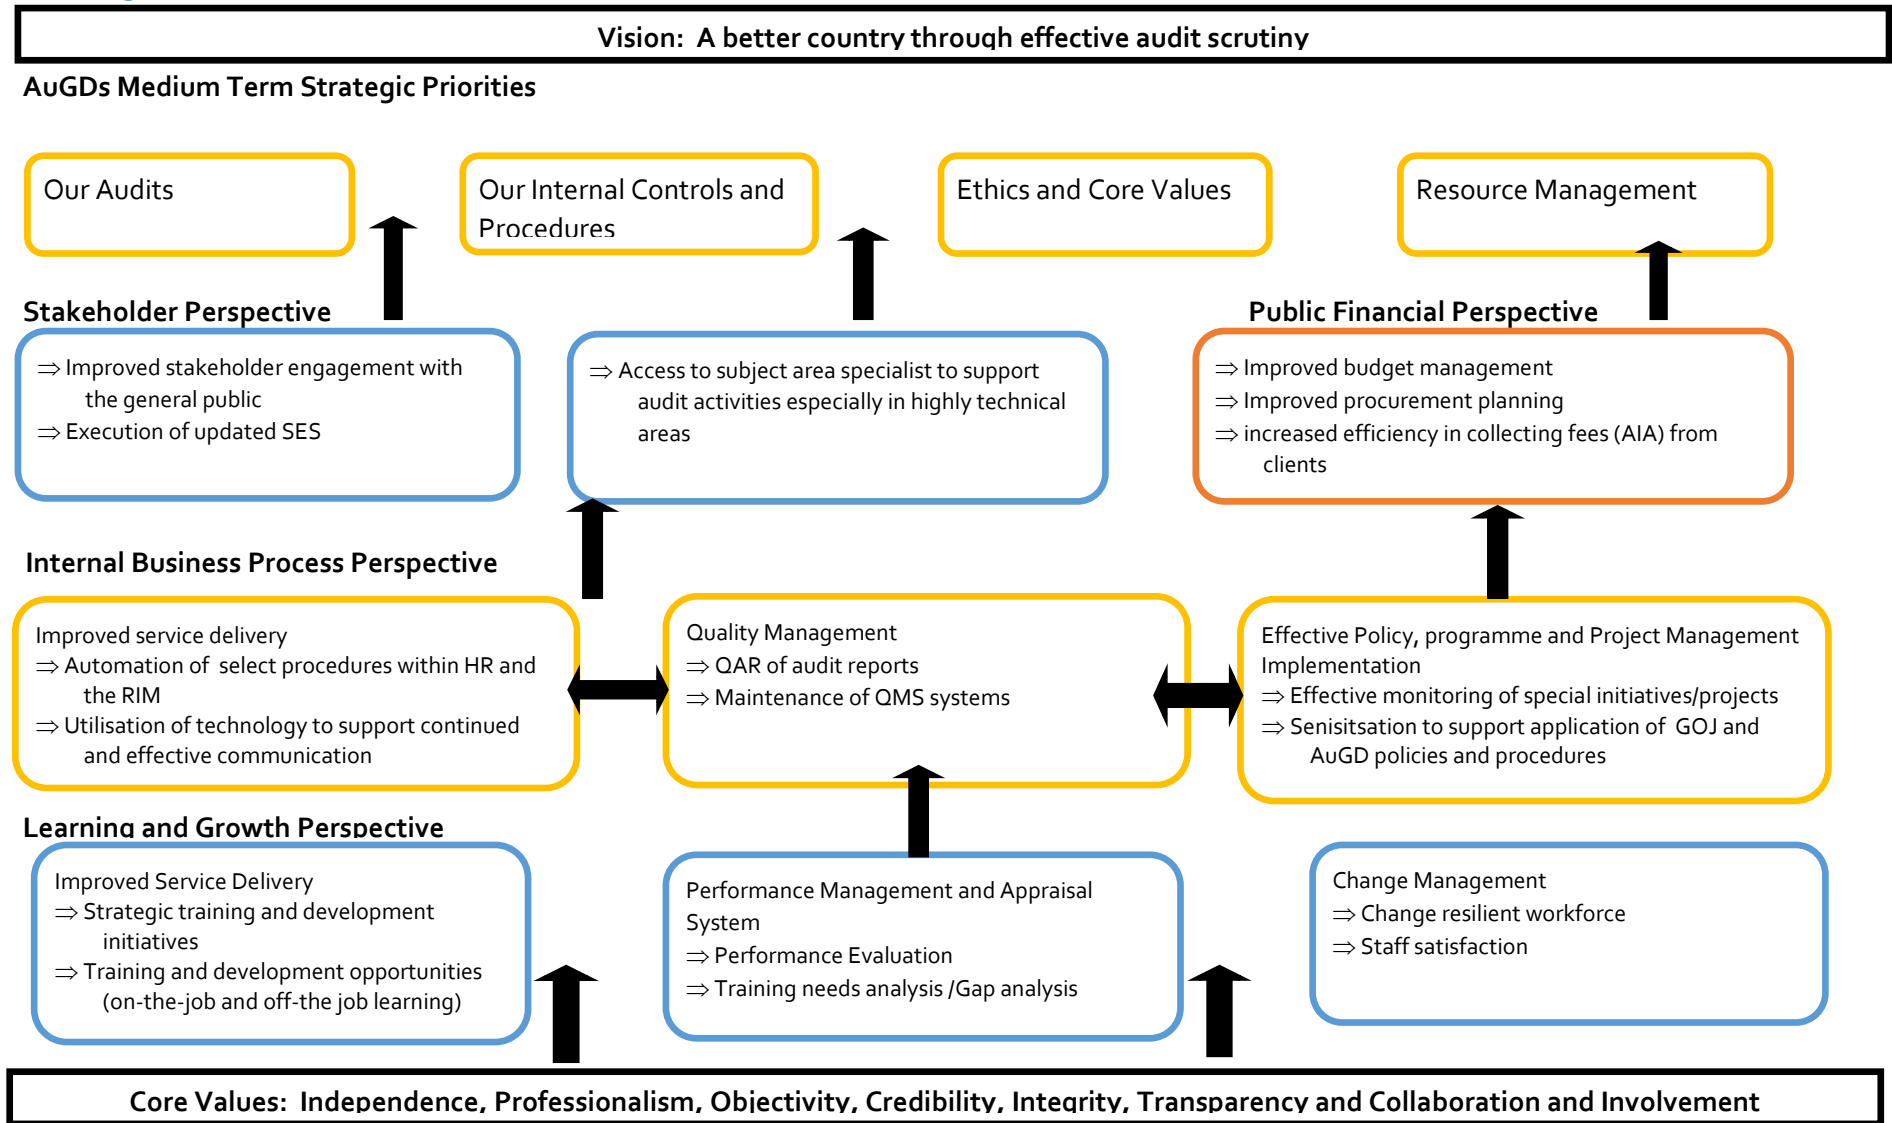 Vision:  A better country through effective audit scrutiny
AuGDs Medium Term Strategic Priorities
Our Audits
Our Internal Controls and
Procedures
Ethics and Core Values
Resource Management
Stakeholder Perspective
Public Financial Perspective
⇒ Improved stakeholder engagement with
the general public
⇒ Execution of updated SES
⇒ Access to subject area specialist to support
audit activities especially in highly technical
areas
⇒ Improved budget management
⇒ Improved procurement planning
⇒ increased efficiency in collecting fees (AIA) from
clients
Internal Business Process Perspective
Improved service delivery
⇒ Automation of  select procedures within HR and
the RIM
⇒ Utilisation of technology to support continued
and effective communication
Quality Management
⇒ QAR of audit reports
⇒ Maintenance of QMS systems
Effective Policy, programme and Project Management
Implementation
⇒ Effective monitoring of special initiatives/projects
⇒ Senisitsation to support application of  GOJ and
AuGD policies and procedures
Learning and Growth Perspective
Improved Service Delivery
⇒ Strategic training and development
initiatives
⇒ Training and development opportunities
(on-the-job and off-the job learning)
Performance Management and Appraisal
System
⇒ Performance Evaluation
⇒ Training needs analysis /Gap analysis
Change Management
⇒ Change resilient workforce
⇒ Staff satisfaction
Core Values:  Independence, Professionalism, Objectivity, Credibility, Integrity, Transparency and Collaboration and Involvement